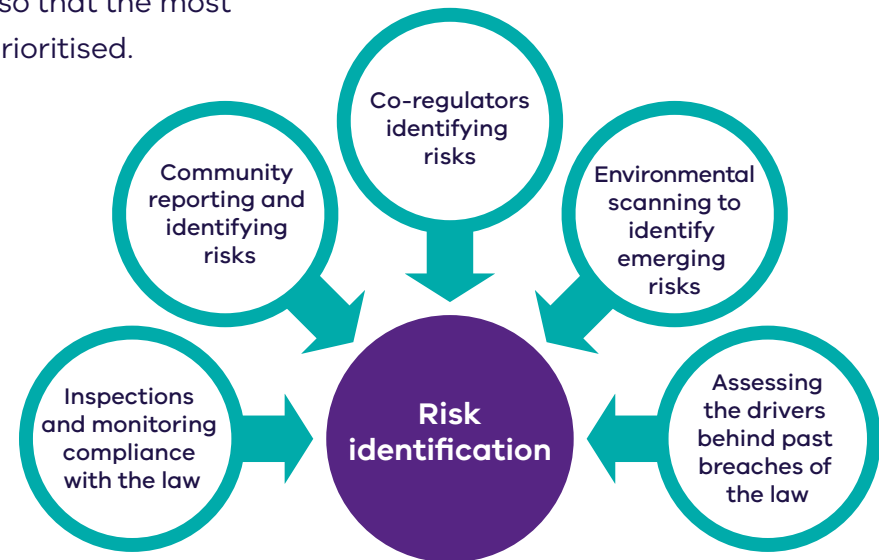 so that the most
rioritised.
Co-regulators
identifying
risks
Community
reporting and
identifying
risks
Environmental
scanning to
identify
emerging
risks
Inspections
and monitoring
compliance
with the law
Risk
identification
Assessing
the drivers
behind past
breaches of
the law